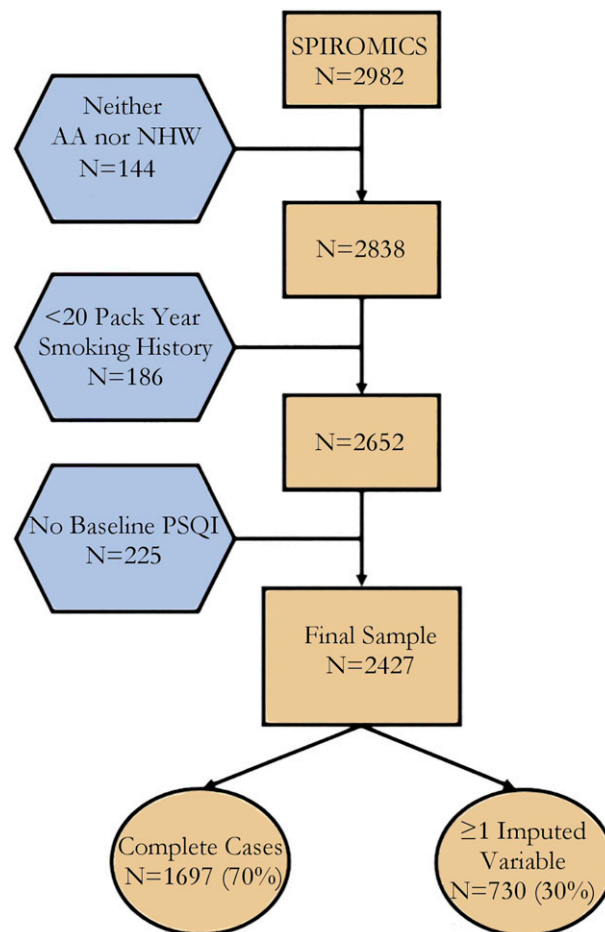 SPIROMICS
N=2982
Neither
AA nor NHW
N=144
N=2838
<20 Pack Year
Smoking History
N=186
N=2652
No Baseline PSQI
N=225
Final Sample
N=2427
Complete Cases
N=1697 (70%)
≥1 Imputed
Variable
N=730 (30%)